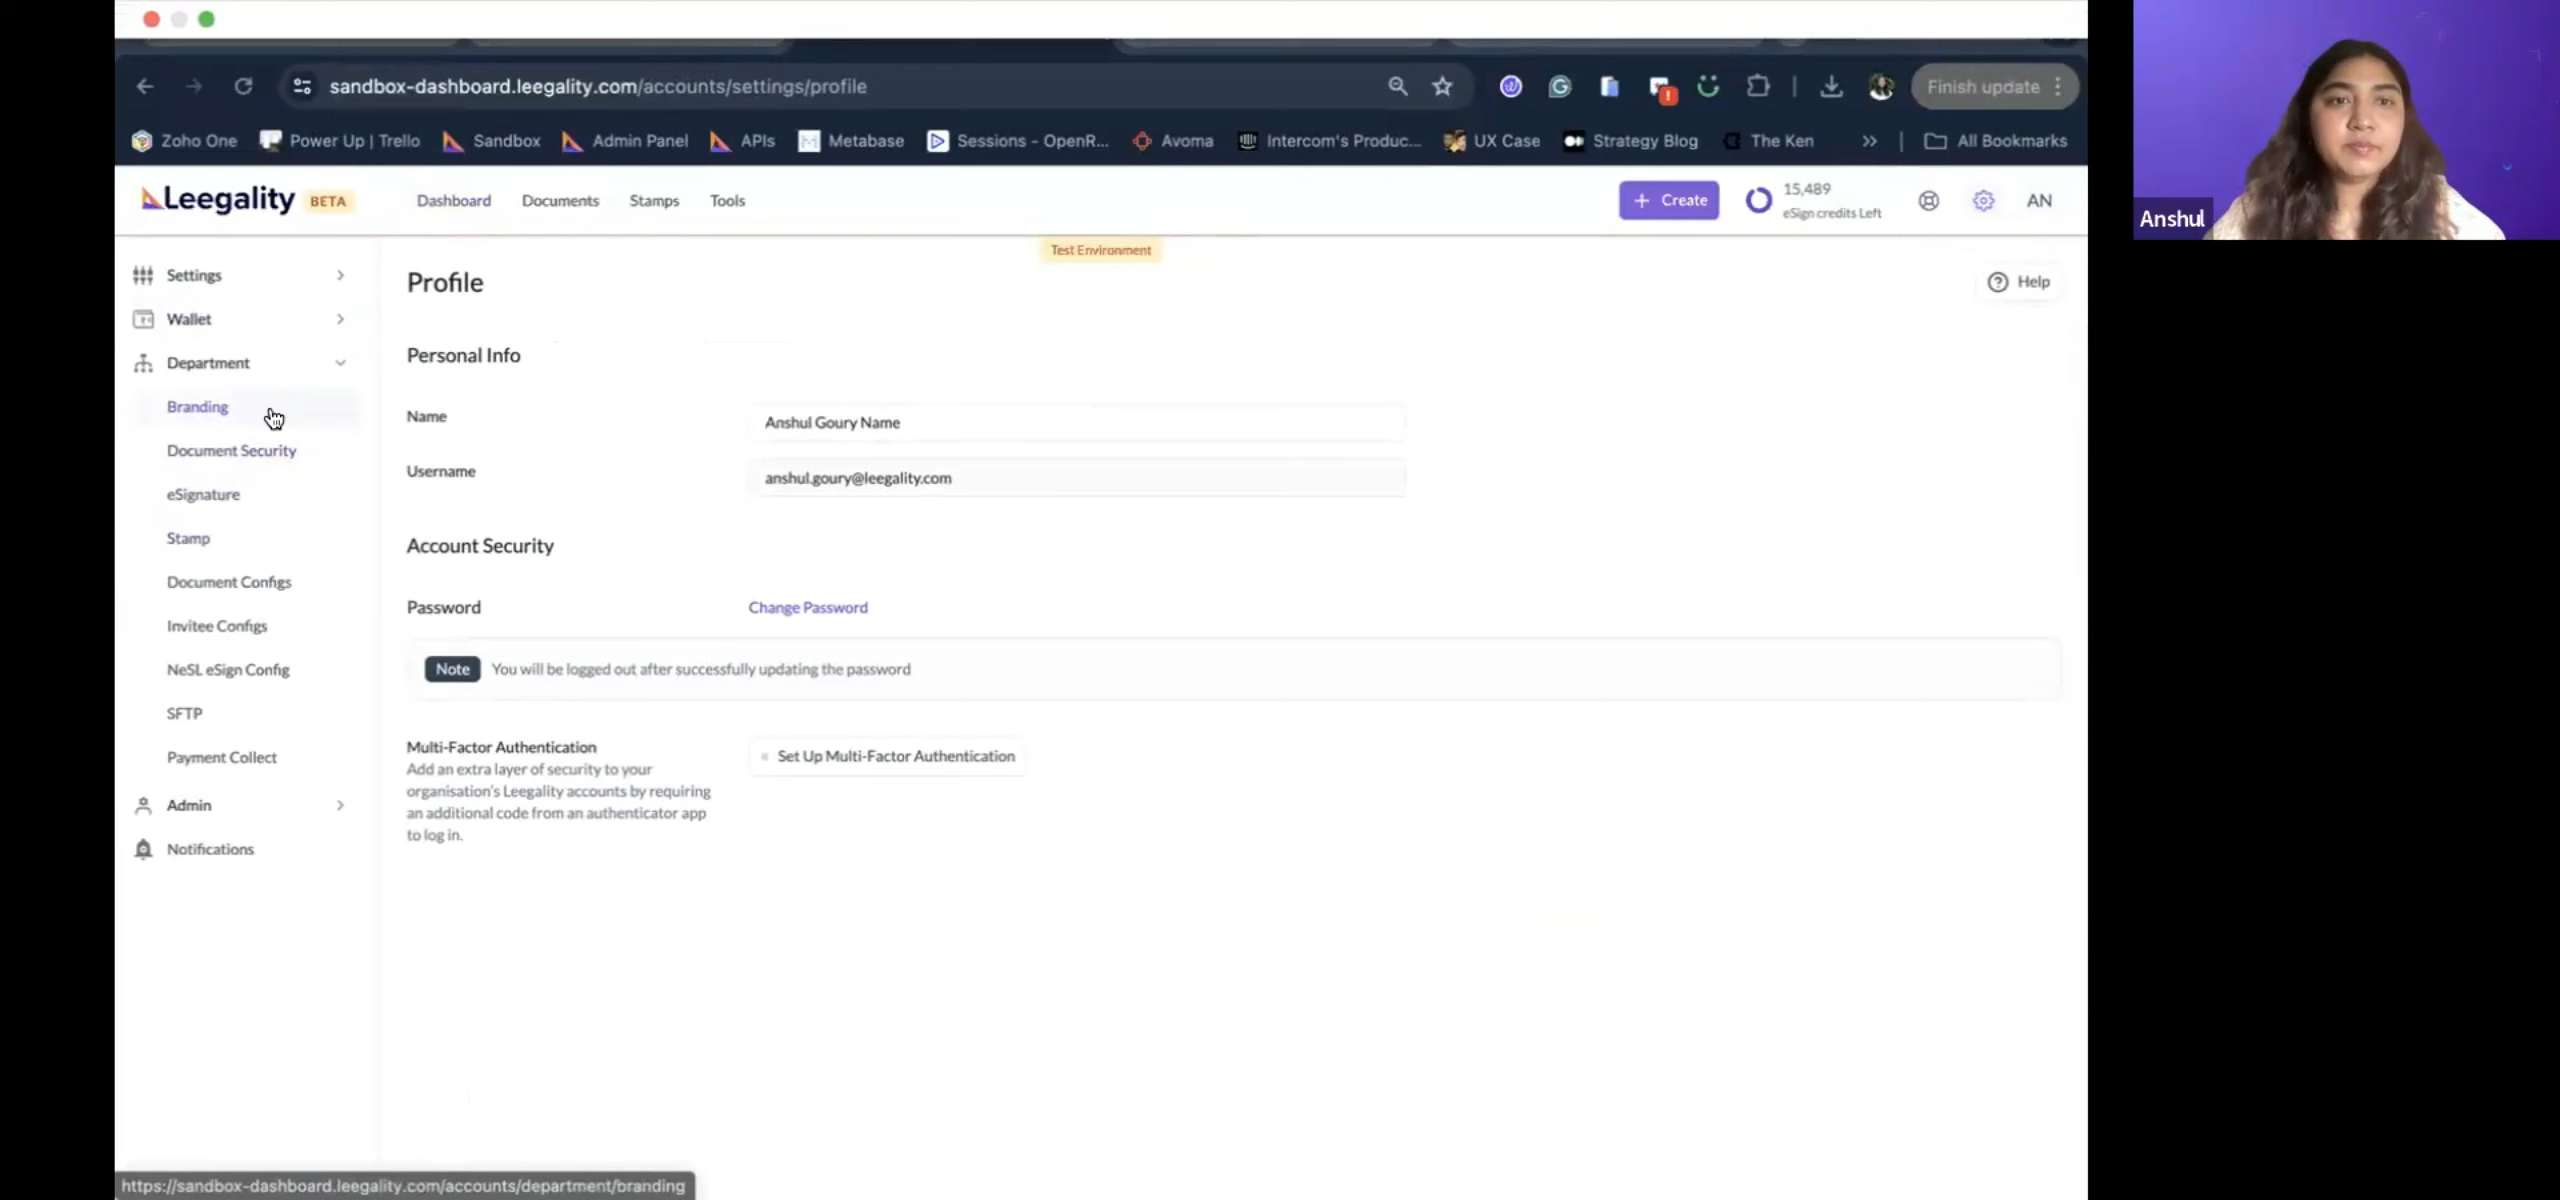 sandbox-dashboard.leegality.com/accounts/settings/profile
Finish update
Zoho One
Power Up | Trello
Sandbox
Admin Panel
APIs
Metabase
Sessions - OpenR...
Avoma
Intercom's Produc...
UX Case
Strategy Blog
The Ken
All Bookmarks
Leegality BETA
Dashboard
Documents
Stamps
Tools
+ Create
15,489
eSign credits Left
AN
Test Environment
Settings
Wallet
Department
Branding
Document Security
eSignature
Stamp
Document Configs
Invitee Configs
NeSL eSign Config
SFTP
Payment Collect
Admin
Notifications
Profile
Help
Personal Info
Name
Anshul Goury Name
Username
anshul.goury@leegality.com
Account Security
Password
Change Password
Note You will be logged out after successfully updating the password
Multi-Factor Authentication
Add an extra layer of security to your
organisation's Leegality accounts by requiring
an additional code from an authenticator app
to log in.
Set Up Multi-Factor Authentication
https://sandbox-dashboard.leegality.com/accounts/department/branding
Anshul